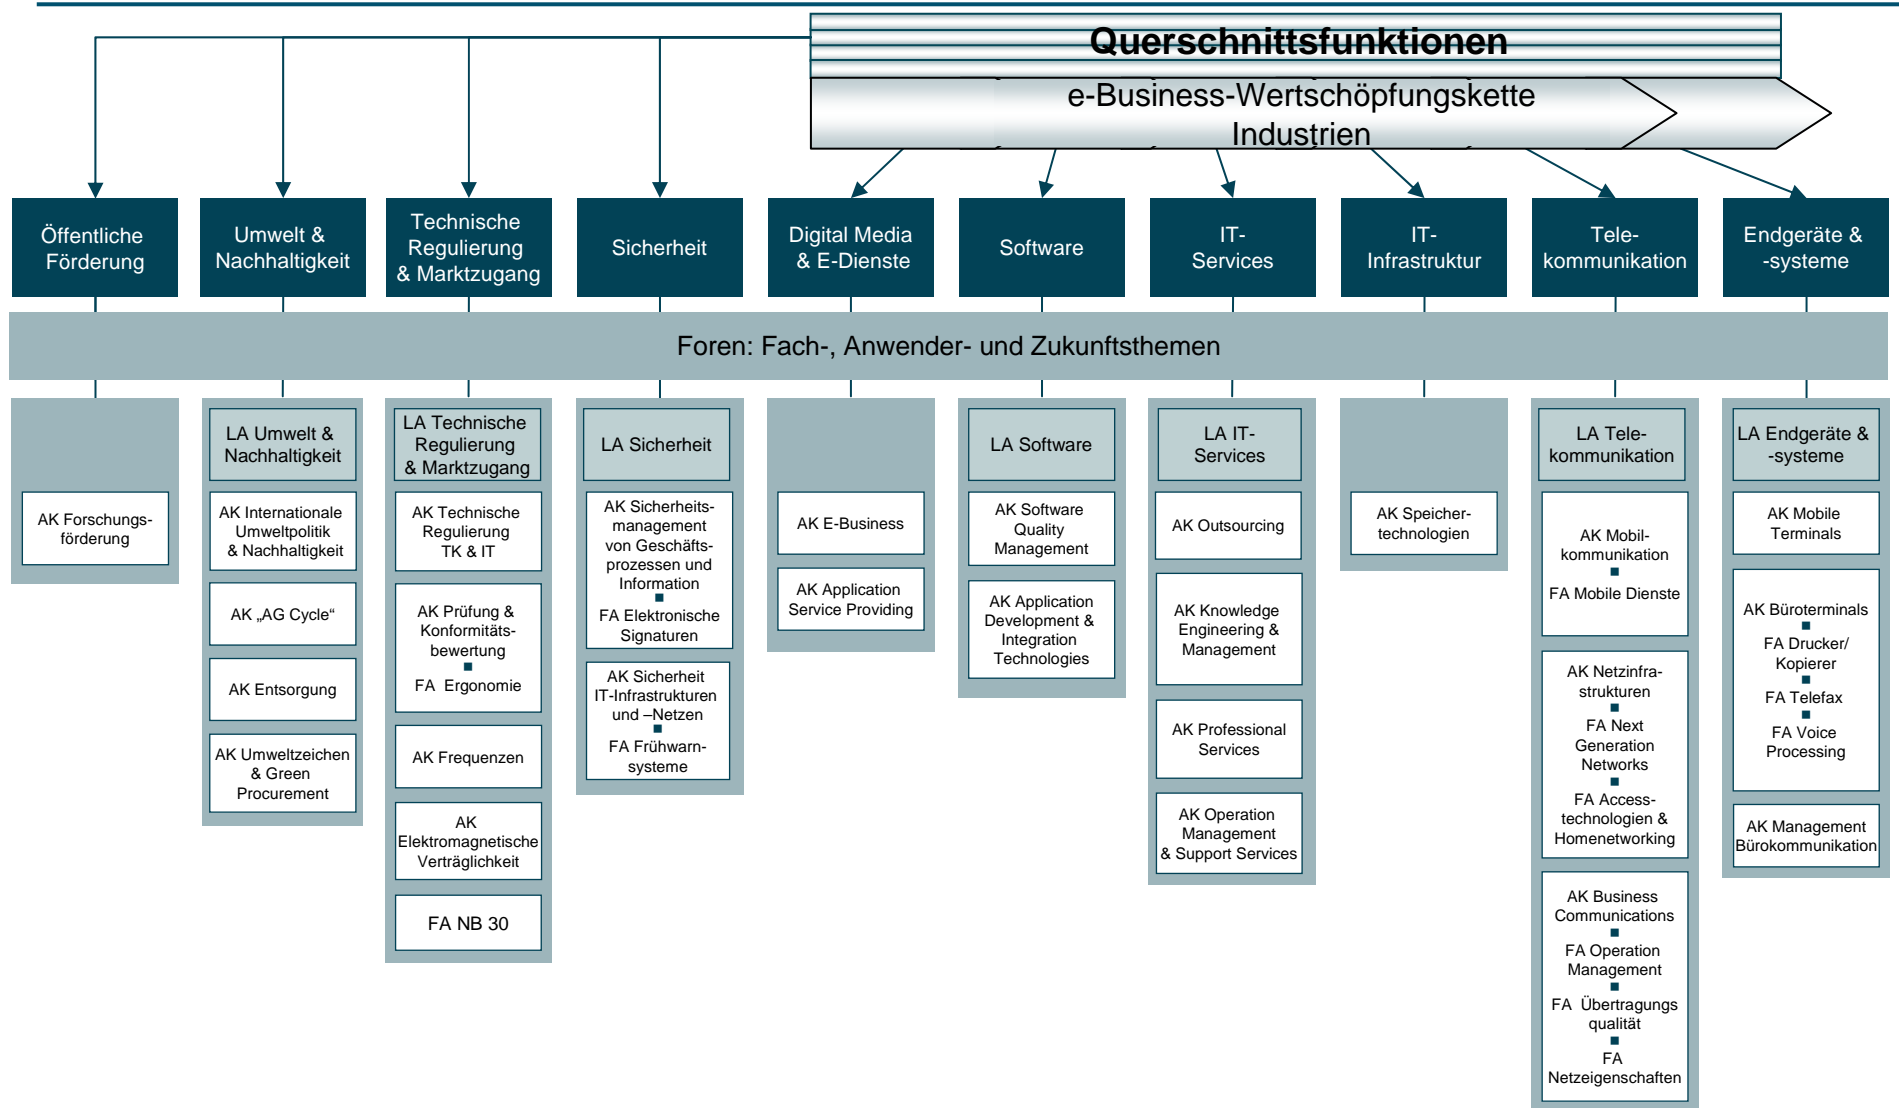 Querschnittsfunktionen
e-Business-Wertschöpfungskette
Industrien
Öffentliche
Förderung
Umwelt &
Nachhaltigkeit
Technische
Regulierung
& Marktzugang
Sicherheit
Digital Media
& E-Dienste
Software
IT-
Services
IT-
Infrastruktur
Tele-
kommunikation
Endgeräte &
-systeme
Foren: Fach-, Anwender- und Zukunftsthemen
AK Forschungs-
förderung
LA Umwelt &
Nachhaltigkeit
AK Internationale
Umweltpolitik
& Nachhaltigkeit
AK „AG Cycle“
AK Entsorgung
AK Umweltzeichen
& Green
Procurement
LA Technische
Regulierung
& Marktzugang
AK Technische
Regulierung
TK & IT
AK Prüfung &
Konformitäts-
bewertung
FA Ergonomie
AK Frequenzen
AK
Elektromagnetische
Verträglichkeit
FA NB 30
LA Sicherheit
AK Sicherheits-
management
von Geschäfts-
prozessen und
Information
FA Elektronische
Signaturen
AK Sicherheit
IT-Infrastrukturen
und –Netzen
FA Frühwarn-
systeme
AK E-Business
AK Application
Service Providing
LA Software
AK Software
Quality
Management
AK Application
Development &
Integration
Technologies
LA IT-
Services
AK Outsourcing
AK Knowledge
Engineering &
Management
AK Professional
Services
AK Operation
Management
& Support Services
AK Speicher-
technologien
LA Tele-
kommunikation
AK Mobil-
kommunikation
FA Mobile Dienste
AK Netzinfra-
strukturen
FA Next
Generation
Networks
FA Access-
technologien &
Homenetworking
AK Business
Communications
FA Operation
Management
FA Übertragungs
qualität
FA
Netzeigenschaften
LA Endgeräte &
-systeme
AK Mobile
Terminals
AK Büroterminals
FA Drucker/
Kopierer
FA Telefax
FA Voice
Processing
AK Management
Bürokommunikation